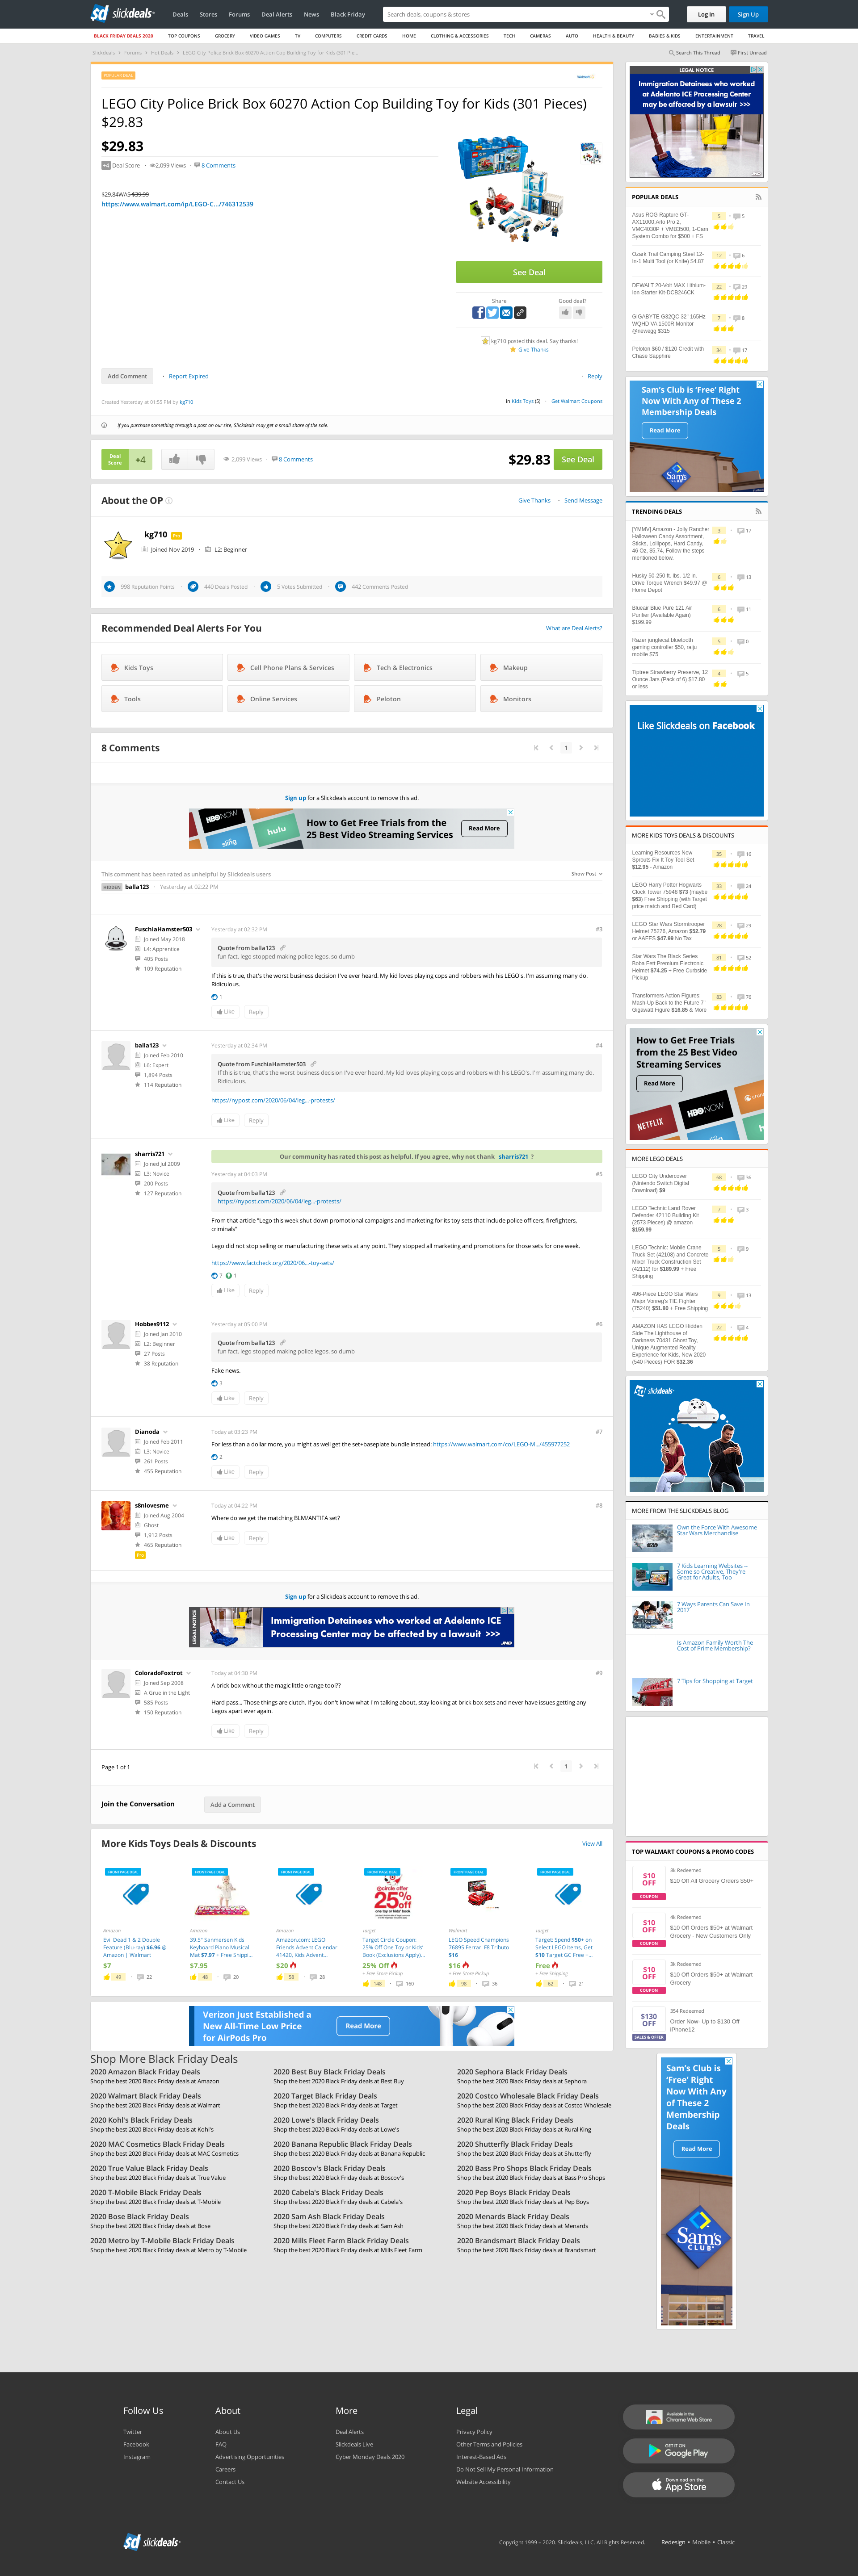 slickdeals
Deals Stores Forums Deal Alerts News Black Friday
Search deals, coupons & stores
Log In Sign Up
BLACK FRIDAY DEALS 2020 TOP COUPONS GROCERY VIDEO GAMES TV COMPUTERS CREDIT CARDS HOME CLOTHING & ACCESSORIES TECH CAMERAS AUTO HEALTH & BEAUTY BABIES & KIDS ENTERTAINMENT TRAVEL
Slickdeals Forums Hot Deals LEGO City Police Brick Box 60270 Action Cop Building Toy for Kids (301 Pie...
Search This Thread First Unread
POPULAR DEAL
Walmart
LEGO City Police Brick Box 60270 Action Cop Building Toy for Kids (301 Pieces)
$29.83
$29.83
+4 Deal Score 2,099 Views 8 Comments
$29.84WAS $39.99
https://www.walmart.com/ip/LEGO-C.../746312539
See Deal
Share Good deal?
kg710 posted this deal. Say thanks!
Give Thanks
Add Comment Report Expired Reply
Created Yesterday at 01:55 PM by kg710
in Kids Toys (5) Get Walmart Coupons
If you purchase something through a post on our site, Slickdeals may get a small share of the sale.
Deal Score +4
2,099 Views 8 Comments
$29.83 See Deal
About the OP
Give Thanks Send Message
kg710 Pro
Joined Nov 2019 L2: Beginner
998 Reputation Points 440 Deals Posted 5 Votes Submitted 442 Comments Posted
Recommended Deal Alerts For You
What are Deal Alerts?
Kids Toys Cell Phone Plans & Services Tech & Electronics Makeup
Tools Online Services Peloton Monitors
8 Comments
1
Sign up for a Slickdeals account to remove this ad.
HBO NOW hulu sling
How to Get Free Trials from the
25 Best Video Streaming Services
Read More
This comment has been rated as unhelpful by Slickdeals users
Show Post
HIDDEN balla123 Yesterday at 02:22 PM
FuschiaHamster503
Joined May 2018
L4: Apprentice
405 Posts
109 Reputation
Yesterday at 02:32 PM #3
Quote from balla123
fun fact. lego stopped making police legos. so dumb
If this is true, that's the worst business decision I've ever heard. My kid loves playing cops and robbers with his LEGO's. I'm assuming many do.
Ridiculous.
1
Like Reply
balla123
Joined Feb 2010
L6: Expert
1,894 Posts
114 Reputation
Yesterday at 02:34 PM #4
Quote from FuschiaHamster503
If this is true, that's the worst business decision I've ever heard. My kid loves playing cops and robbers with his LEGO's. I'm assuming many do.
Ridiculous.
https://nypost.com/2020/06/04/leg...-protests/
Like Reply
sharris721
Joined Jul 2009
L3: Novice
200 Posts
127 Reputation
Our community has rated this post as helpful. If you agree, why not thank sharris721 ?
Yesterday at 04:03 PM #5
Quote from balla123
https://nypost.com/2020/06/04/leg...-protests/
From that article "Lego this week shut down promotional campaigns and marketing for its toy sets that include police officers, firefighters,
criminals"
Lego did not stop selling or manufacturing these sets at any point. They stopped all marketing and promotions for those sets for one week.
https://www.factcheck.org/2020/06...-toy-sets/
7 1
Like Reply
Hobbes9112
Joined Jan 2010
L2: Beginner
27 Posts
38 Reputation
Yesterday at 05:00 PM #6
Quote from balla123
fun fact. lego stopped making police legos. so dumb
Fake news.
3
Like Reply
Dianoda
Joined Feb 2011
L3: Novice
261 Posts
455 Reputation
Today at 03:23 PM #7
For less than a dollar more, you might as well get the set+baseplate bundle instead: https://www.walmart.com/co/LEGO-M.../455977252
2
Like Reply
s8nlovesme
Joined Aug 2004
Ghost
1,912 Posts
465 Reputation
Pro
Today at 04:22 PM #8
Where do we get the matching BLM/ANTIFA set?
Like Reply
Sign up for a Slickdeals account to remove this ad.
LEGAL NOTICE
Immigration Detainees who worked at Adelanto ICE
Processing Center may be affected by a lawsuit >>>
ColoradoFoxtrot
Joined Sep 2008
A Grue in the Light
585 Posts
150 Reputation
Today at 04:30 PM #9
A brick box without the magic little orange tool??
Hard pass... Those things are clutch. If you don't know what I'm talking about, stay looking at brick box sets and never have issues getting any
Legos apart ever again.
Like Reply
Page 1 of 1
1
Join the Conversation Add a Comment
More Kids Toys Deals & Discounts
View All
FRONTPAGE DEAL
Amazon
Evil Dead 1 & 2 Double
Feature (Blu-ray) $6.96 @
Amazon | Walmart
$7
49 22
FRONTPAGE DEAL
Amazon
39.5" Sanmersen Kids
Keyboard Piano Musical
Mat $7.97 + Free Shippi...
$7.95
48 20
FRONTPAGE DEAL
Amazon
Amazon.com: LEGO
Friends Advent Calendar
41420, Kids Advent...
$20
58 28
FRONTPAGE DEAL
circle offer
25% off
Target
Target Circle Coupon:
25% Off One Toy or Kids'
Book (Exclusions Apply)...
25% Off
+ Free Store Pickup
148 160
FRONTPAGE DEAL
Walmart
LEGO Speed Champions
76895 Ferrari F8 Tributo
$16
$16
+ Free Store Pickup
98 36
FRONTPAGE DEAL
Target
Target: Spend $50+ on
Select LEGO Items, Get
$10 Target GC Free +...
Free
+ Free Shipping
62 21
Verizon Just Established a
New All-Time Low Price
for AirPods Pro
Read More
Shop More Black Friday Deals
2020 Amazon Black Friday Deals
Shop the best 2020 Black Friday deals at Amazon
2020 Best Buy Black Friday Deals
Shop the best 2020 Black Friday deals at Best Buy
2020 Sephora Black Friday Deals
Shop the best 2020 Black Friday deals at Sephora
2020 Walmart Black Friday Deals
Shop the best 2020 Black Friday deals at Walmart
2020 Target Black Friday Deals
Shop the best 2020 Black Friday deals at Target
2020 Costco Wholesale Black Friday Deals
Shop the best 2020 Black Friday deals at Costco Wholesale
2020 Kohl's Black Friday Deals
Shop the best 2020 Black Friday deals at Kohl's
2020 Lowe's Black Friday Deals
Shop the best 2020 Black Friday deals at Lowe's
2020 Rural King Black Friday Deals
Shop the best 2020 Black Friday deals at Rural King
2020 MAC Cosmetics Black Friday Deals
Shop the best 2020 Black Friday deals at MAC Cosmetics
2020 Banana Republic Black Friday Deals
Shop the best 2020 Black Friday deals at Banana Republic
2020 Shutterfly Black Friday Deals
Shop the best 2020 Black Friday deals at Shutterfly
2020 True Value Black Friday Deals
Shop the best 2020 Black Friday deals at True Value
2020 Boscov's Black Friday Deals
Shop the best 2020 Black Friday deals at Boscov's
2020 Bass Pro Shops Black Friday Deals
Shop the best 2020 Black Friday deals at Bass Pro Shops
2020 T-Mobile Black Friday Deals
Shop the best 2020 Black Friday deals at T-Mobile
2020 Cabela's Black Friday Deals
Shop the best 2020 Black Friday deals at Cabela's
2020 Pep Boys Black Friday Deals
Shop the best 2020 Black Friday deals at Pep Boys
2020 Bose Black Friday Deals
Shop the best 2020 Black Friday deals at Bose
2020 Sam Ash Black Friday Deals
Shop the best 2020 Black Friday deals at Sam Ash
2020 Menards Black Friday Deals
Shop the best 2020 Black Friday deals at Menards
2020 Metro by T-Mobile Black Friday Deals
Shop the best 2020 Black Friday deals at Metro by T-Mobile
2020 Mills Fleet Farm Black Friday Deals
Shop the best 2020 Black Friday deals at Mills Fleet Farm
2020 Brandsmart Black Friday Deals
Shop the best 2020 Black Friday deals at Brandsmart
LEGAL NOTICE
Immigration Detainees who worked
at Adelanto ICE Processing Center
may be affected by a lawsuit >>>
POPULAR DEALS
Asus ROG Rapture GT-
AX11000,Arlo Pro 2,
VMC4030P + VMB3500, 1-Cam
System Combo for $500 + FS
5 5
Ozark Trail Camping Steel 12-
In-1 Multi Tool (or Knife) $4.87
12 6
DEWALT 20-Volt MAX Lithium-
Ion Starter Kit-DCB246CK
22 29
GIGABYTE G32QC 32" 165Hz
WQHD VA 1500R Monitor
@newegg $315
7 8
Peloton $60 / $120 Credit with
Chase Sapphire
34 17
Sam's Club is 'Free' Right
Now With Any of These 2
Membership Deals
Read More
Sam's CLUB
TRENDING DEALS
[YMMV] Amazon - Jolly Rancher
Halloween Candy Assortment,
Sticks, Lollipops, Hard Candy,
46 Oz, $5.74, Follow the steps
mentioned below.
3 17
Husky 50-250 ft. lbs. 1/2 in.
Drive Torque Wrench $49.97 @
Home Depot
6 13
Blueair Blue Pure 121 Air
Purifier (Available Again)
$199.99
6 11
Razer junglecat bluetooth
gaming controller $50, raiju
mobile $75
5 0
Tiptree Strawberry Preserve, 12
Ounce Jars (Pack of 6) $17.80
or less
4 5
Like Slickdeals on Facebook
MORE KIDS TOYS DEALS & DISCOUNTS
Learning Resources New
Sprouts Fix It Toy Tool Set
$12.95 - Amazon
35 16
LEGO Harry Potter Hogwarts
Clock Tower 75948 $73 (maybe
$63) Free Shipping (with Target
price match and Red Card)
33 24
LEGO Star Wars Stormtrooper
Helmet 75276, Amazon $52.76
or AAFES $47.99 No Tax
28 29
Star Wars The Black Series
Boba Fett Premium Electronic
Helmet $74.25 + Free Curbside
Pickup
81 52
Transformers Action Figures:
Mash-Up Back to the Future 7"
Gigawatt Figure $16.85 & More
83 76
How to Get Free Trials
from the 25 Best Video
Streaming Services
Read More
HBO NOW NETFLIX
MORE LEGO DEALS
LEGO City Undercover
(Nintendo Switch Digital
Download) $9
68 36
LEGO Technic Land Rover
Defender 42110 Building Kit
(2573 Pieces) @ amazon
$159.99
7 3
LEGO Technic: Mobile Crane
Truck Set (42108) and Concrete
Mixer Truck Construction Set
(42112) for $189.99 + Free
Shipping
5 9
496-Piece LEGO Star Wars
Major Vonreg's TIE Fighter
(75240) $51.80 + Free Shipping
9 13
AMAZON HAS LEGO Hidden
Side The Lighthouse of
Darkness 70431 Ghost Toy,
Unique Augmented Reality
Experience for Kids, New 2020
(540 Pieces) FOR $32.36
22 4
slickdeals
MORE FROM THE SLICKDEALS BLOG
Own the Force With Awesome
Star Wars Merchandise
7 Kids Learning Websites --
Some so Creative, They're
Great for Adults, Too
7 Ways Parents Can Save in
2017
Is Amazon Family Worth The
Cost of Prime Membership?
7 Tips for Shopping at Target
TOP WALMART COUPONS & PROMO CODES
$10 OFF COUPON
8k Redeemed
$10 Off All Grocery Orders $50+
$10 OFF COUPON
4k Redeemed
$10 Off Orders $50+ at Walmart
Grocery - New Customers Only
$10 OFF COUPON
3k Redeemed
$10 Off Orders $50+ at Walmart
Grocery
$130 OFF SALES & OFFER
354 Redeemed
Order Now- Up to $130 Off
iPhone12
Sam's Club is
'Free' Right
Now With Any
of These 2
Membership
Deals
Read More
Sam's CLUB
Follow Us
Twitter
Facebook
Instagram
About
About Us
FAQ
Advertising Opportunities
Careers
Contact Us
More
Deal Alerts
Slickdeals Live
Cyber Monday Deals 2020
Legal
Privacy Policy
Other Terms and Policies
Interest-Based Ads
Do Not Sell My Personal Information
Website Accessibility
Available in the
Chrome Web Store
GET IT ON
Google Play
Download on the
App Store
slickdeals
Copyright 1999 - 2020. Slickdeals, LLC. All Rights Reserved. Redesign • Mobile • Classic